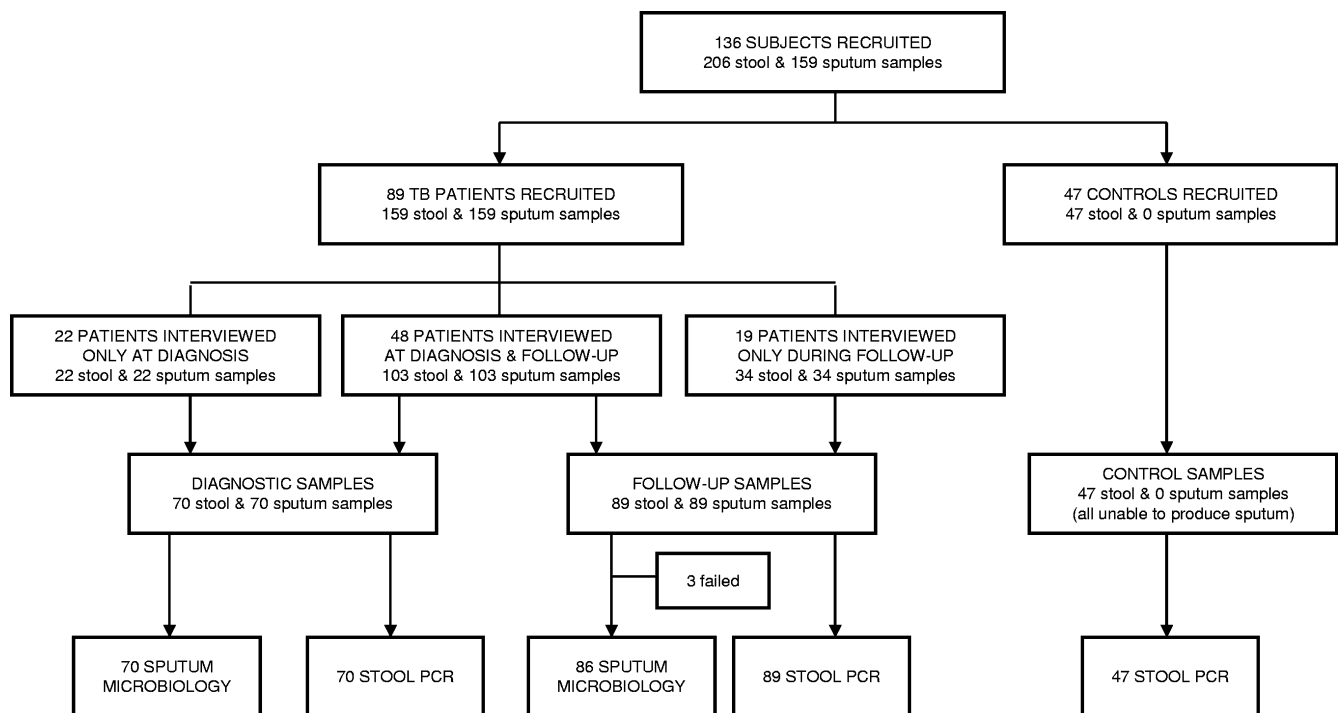 136 SUBJECTS RECRUITED
206 stool & 159 sputum samples
89 TB PATIENTS RECRUITED
159 stool & 159 sputum samples
47 CONTROLS RECRUITED
47 stool & 0 sputum samples
22 PATIENTS INTERVIEWED
ONLY AT DIAGNOSIS
22 stool & 22 sputum samples
48 PATIENTS INTERVIEWED
AT DIAGNOSIS & FOLLOW-UP
103 stool & 103 sputum samples
19 PATIENTS INTERVIEWED
ONLY DURING FOLLOW-UP
34 stool & 34 sputum samples
DIAGNOSTIC SAMPLES
70 stool & 70 sputum samples
FOLLOW-UP SAMPLES
89 stool & 89 sputum samples
CONTROL SAMPLES
47 stool & 0 sputum samples
(all unable to produce sputum)
3 failed
70 SPUTUM
MICROBIOLOGY
70 STOOL PCR
86 SPUTUM
MICROBIOLOGY
89 STOOL PCR
47 STOOL PCR